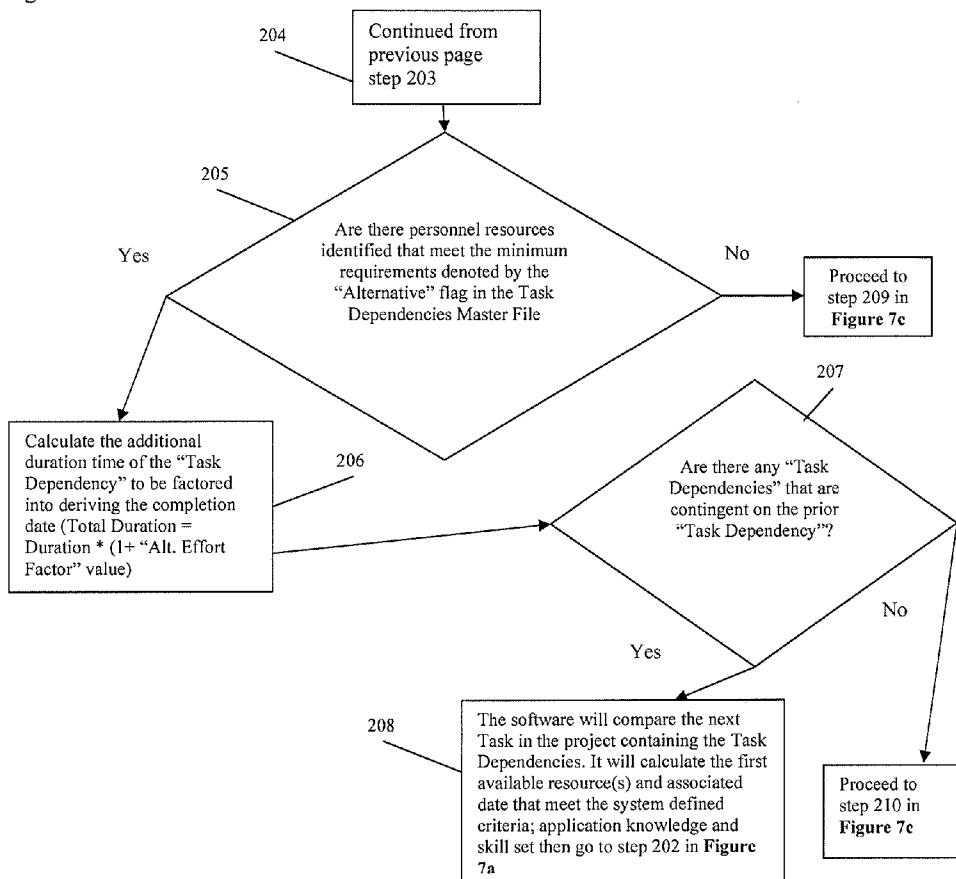 204
Continued from
previous page
step 203
205
Are there personnel resources
identified that meet the minimum
requirements denoted by the
“Alternative” flag in the Task
Dependencies Master File
Yes
No
Proceed to
step 209 in
Figure 7c
Calculate the additional
duration time of the “Task
Dependency” to be factored
into deriving the completion
date (Total Duration =
Duration * (1+ “Alt. Effort
Factor” value)
206
207
Are there any “Task
Dependencies” that are
contingent on the prior
“Task Dependency”?
Yes
No
208
The software will compare the next
Task in the project containing the Task
Dependencies. It will calculate the first
available resource(s) and associated
date that meet the system defined
criteria; application knowledge and
skill set then go to step 202 in Figure
7a
Proceed to
step 210 in
Figure 7c